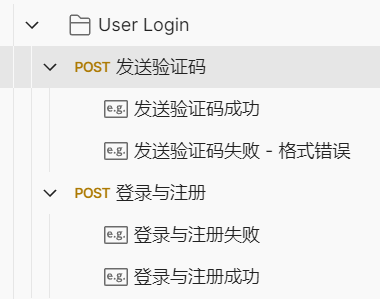 User Login
POST 发送验证码
e.g. 发送验证码成功
e.g. 发送验证码失败 - 格式错误
POST 登录与注册
e.g. 登录与注册失败
e.g. 登录与注册成功